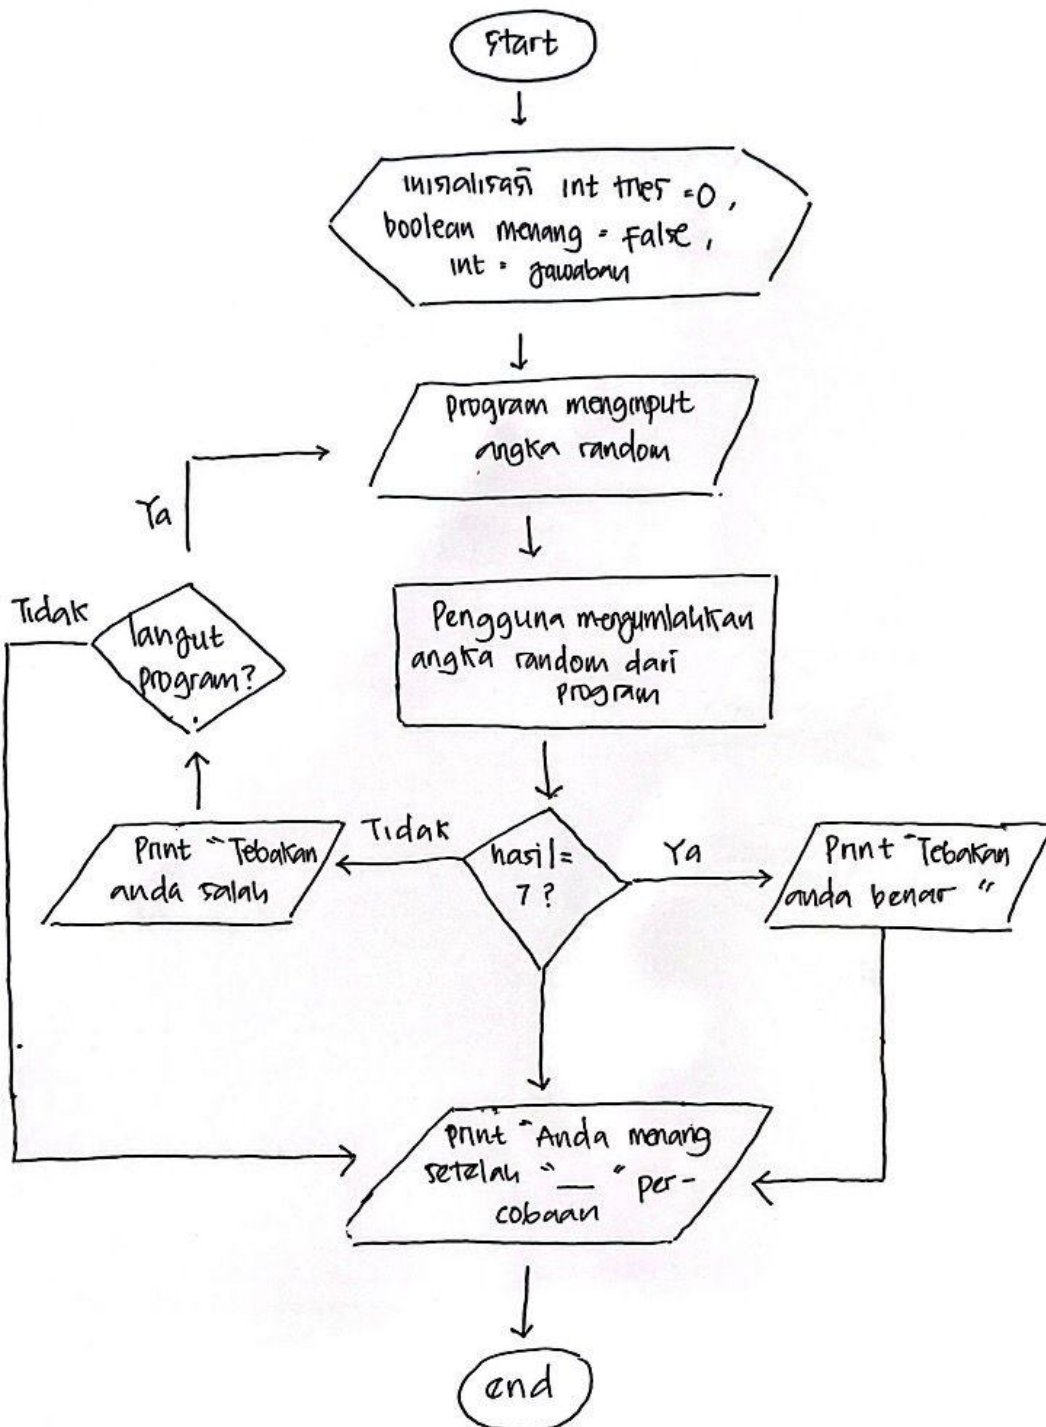 start
inisialisasi int tries = 0,
boolean menang = False,
int = jawaban
program menginput
angka random
Ya
Tidak
lanjut
program?
Pengguna menjumlahkan
angka random dari
program
Print "Tebakan
anda salah
Tidak
hasil =
7 ?
Ya
Print "Tebakan
anda benar "
print "Anda menang
setelah "__" per-
cobaan
end